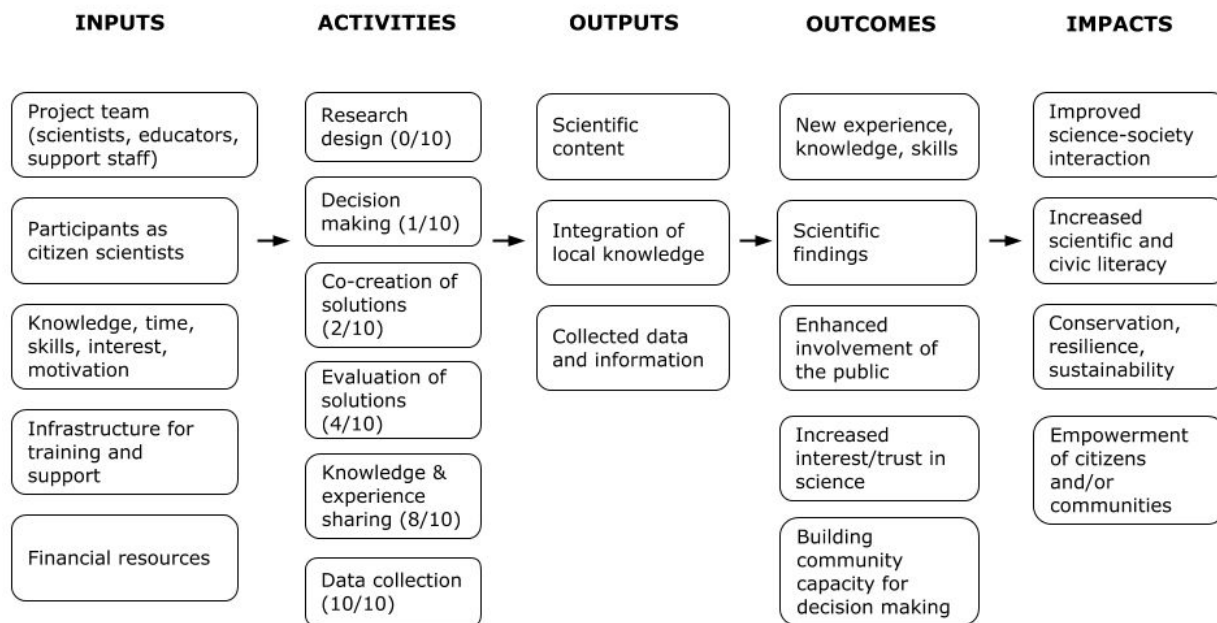 INPUTS
ACTIVITIES
OUTPUTS
OUTCOMES
IMPACTS
Project team
(scientists, educators,
support staff)
Participants as
citizen scientists
Knowledge, time,
skills, interest,
motivation
Infrastructure for
training and
support
Financial resources
Research
design (0/10)
Decision
making (1/10)
Co-creation of
solutions
(2/10)
Evaluation of
solutions
(4/10)
Knowledge &
experience
sharing (8/10)
Data collection
(10/10)
Scientific
content
Integration of
local knowledge
Collected data
and information
New experience,
knowledge, skills
Scientific
findings
Enhanced
involvement of
the public
Increased
interest/trust in
science
Building
community
capacity for
decision making
Improved
science-society
interaction
Increased
scientific and
civic literacy
Conservation,
resilience,
sustainability
Empowerment
of citizens
and/or
communities